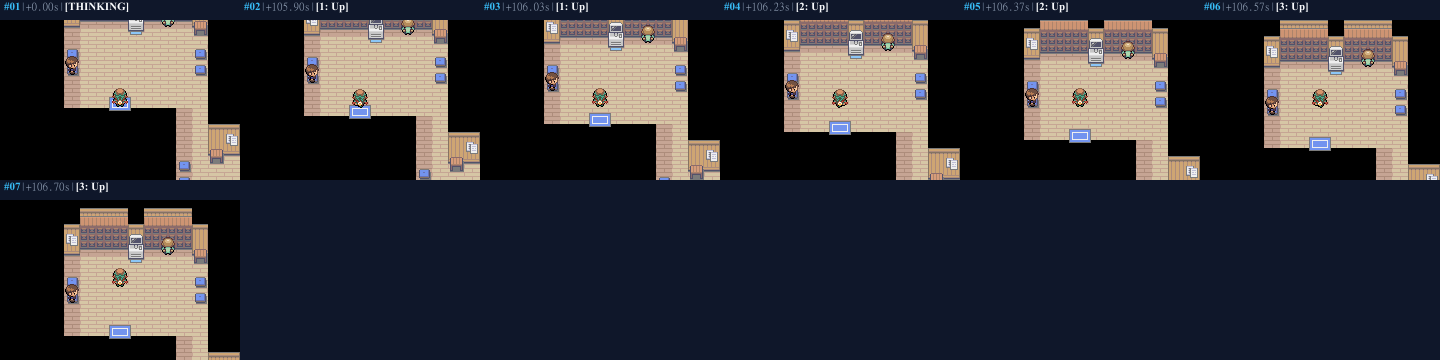 #01 | +0.00s | [THINKING]
#02 | +105.90s | [1: Up]
#03 | +106.03s | [1: Up]
#04 | +106.23s | [2: Up]
#05 | +106.37s | [2: Up]
#06 | +106.57s | [3: Up]
#07 | +106.70s | [3: Up]